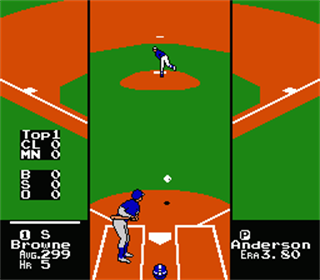 Top1
CL 0
MN 0
B 0
S 0
O 0
1 S
Browne
Avg.299
Hr 5
P
Anderson
ERA3.80